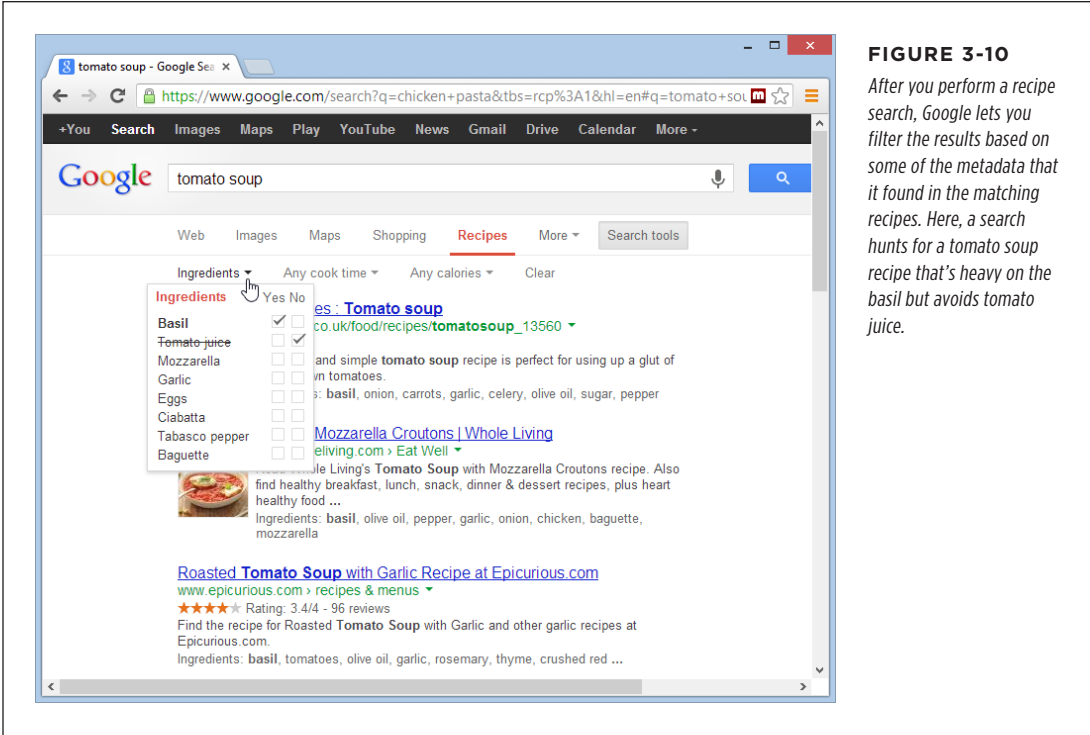 tomato soup - Google Sea
https://www.google.com/search?q=chicken+pasta&tbs=rcp%3A1&hl=en#q=tomato+sou
+You Search Images Maps Play YouTube News Gmail Drive Calendar More
Google tomato soup
Web Images Maps Shopping Recipes More Search tools
Ingredients Any cook time Any calories Clear
Ingredients Yes No
Basil
Tomato juice
Mozzarella
Garlic
Eggs
Ciabatta
Tabasco pepper
Baguette
es : Tomato soup
co.uk/food/recipes/tomatosoup_13560
and simple tomato soup recipe is perfect for using up a glut of
wn tomatoes.
s: basil, onion, carrots, garlic, celery, olive oil, sugar, pepper
Mozzarella Croutons | Whole Living
eliving.com › Eat Well
Living's Tomato Soup with Mozzarella Croutons recipe. Also
find healthy breakfast, lunch, snack, dinner & dessert recipes, plus heart
healthy food ...
Ingredients: basil, olive oil, pepper, garlic, onion, chicken, baguette,
mozzarella
Roasted Tomato Soup with Garlic Recipe at Epicurious.com
www.epicurious.com › recipes & menus
Rating: 3.4/4 - 96 reviews
Find the recipe for Roasted Tomato Soup with Garlic and other garlic recipes at
Epicurious.com.
Ingredients: basil, tomatoes, olive oil, garlic, rosemary, thyme, crushed red ...
FIGURE 3-10
After you perform a recipe
search, Google lets you
filter the results based on
some of the metadata that
it found in the matching
recipes. Here, a search
hunts for a tomato soup
recipe that's heavy on the
basil but avoids tomato
juice.